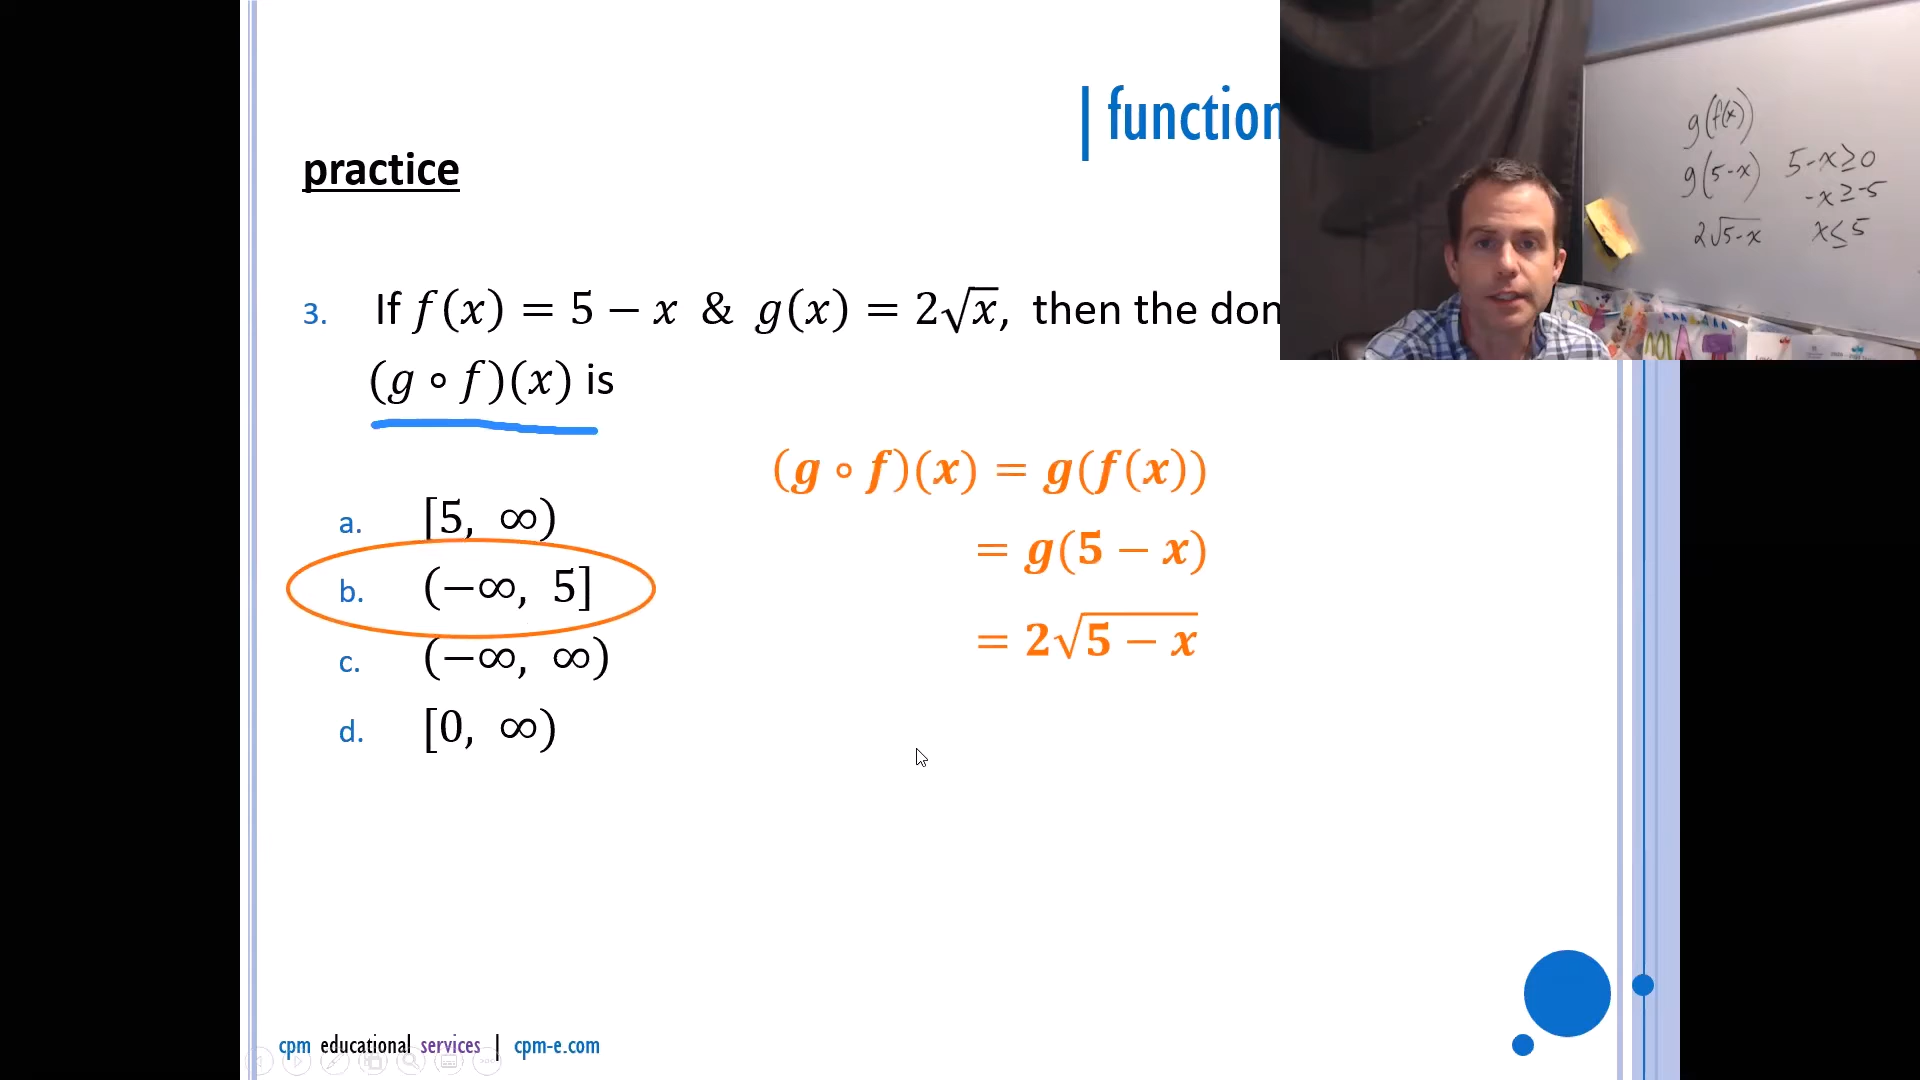 function
practice
3. If f(x) = 5 − x & g(x) = 2√x, then the dom
(g ∘ f)(x) is
a. [5, ∞)
b. (−∞, 5]
c. (−∞, ∞)
d. [0, ∞)
(g ∘ f)(x) = g(f(x))
= g(5 − x)
= 2√(5 − x)
g(f(x))
g(5-x) 5-x≥0
-x≥-5
2√5-x x≤5
cpm educational services | cpm-e.com